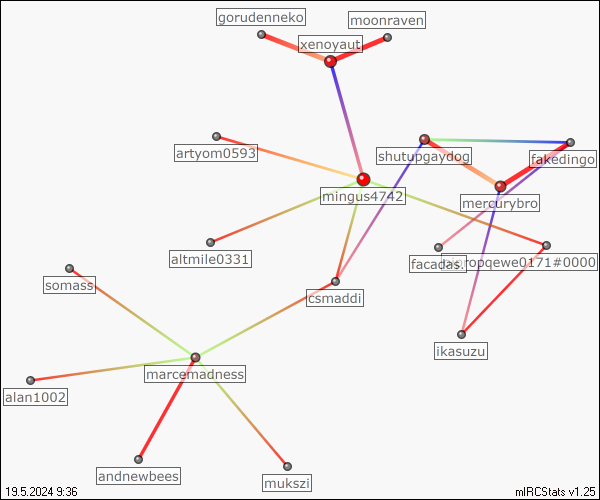 gorudenneko
moonraven
xenoyaut
artyom0593
shutupgaydog
fakedingo
mingus4742
mercurybro
altmile0331
facadas.
ropqewe0171#0000
somass
csmaddi
ikasuzu
marcemadness
alan1002
andnewbees
mukszi
19.5.2024 9:36
mIRCStats v1.25